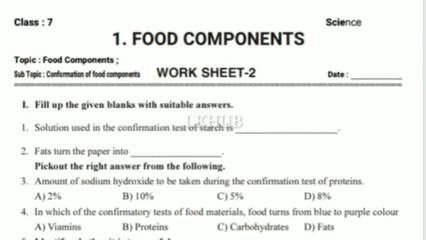 Class : 7 Science
1. FOOD COMPONENTS
Topic : Food Components ;
Sub Topic : Conformation of food components WORK SHEET-2 Date : ____________
I. Fill up the given blanks with suitable answers.
LKHUB
1. Solution used in the confirmation test of starch is ____________________.
2. Fats turn the paper into __________________.
Pickout the right answer from the following.
3. Amount of sodium hydroxide to be taken during the confirmation test of proteins.
A) 2% B) 10% C) 5% D) 8%
4. In which of the confirmatory tests of food materials, food turns from blue to purple colour
A) Viamins B) Proteins C) Carbohydrates D) Fats